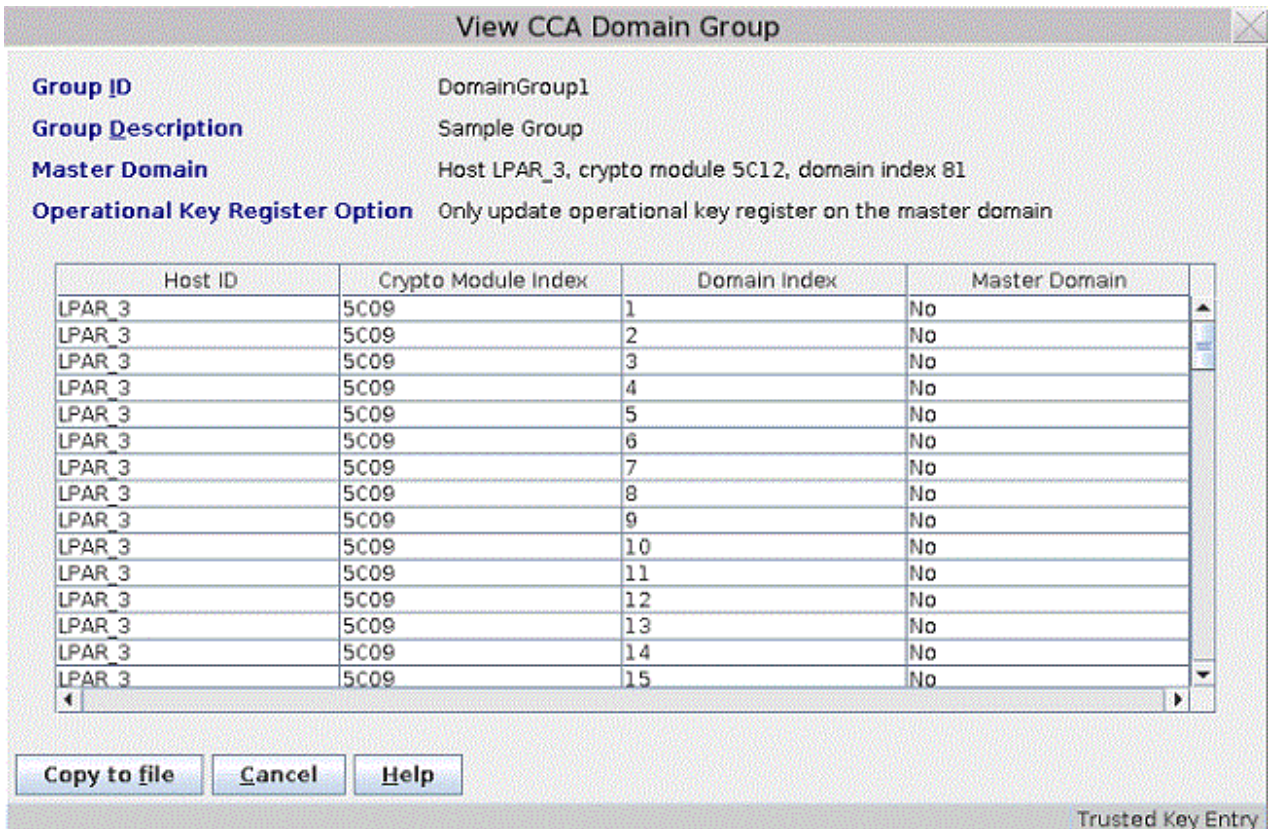 View CCA Domain Group
Group ID DomainGroup1
Group Description Sample Group
Master Domain Host LPAR_3, crypto module 5C12, domain index 81
Operational Key Register Option Only update operational key register on the master domain
Host ID Crypto Module Index Domain Index Master Domain
LPAR_3 5C09 1 No
LPAR_3 5C09 2 No
LPAR_3 5C09 3 No
LPAR_3 5C09 4 No
LPAR_3 5C09 5 No
LPAR_3 5C09 6 No
LPAR_3 5C09 7 No
LPAR_3 5C09 8 No
LPAR_3 5C09 9 No
LPAR_3 5C09 10 No
LPAR_3 5C09 11 No
LPAR_3 5C09 12 No
LPAR_3 5C09 13 No
LPAR_3 5C09 14 No
LPAR_3 5C09 15 No
Copy to file Cancel Help
Trusted Key Entry